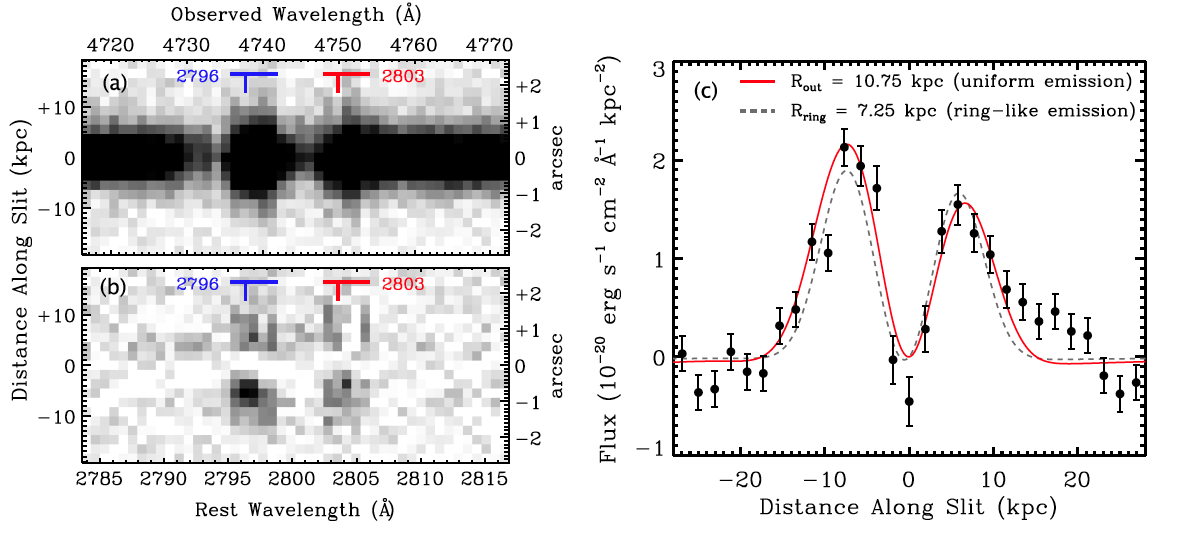 Observed Wavelength (Å)
4720 4730 4740 4750 4760 4770
(a) 2796 2803
+10
0
−10
+2
+1
0
−1
−2
arcsec
Distance Along Slit (kpc)
(b) 2796 2803
+10
0
−10
+2
+1
0
−1
−2
arcsec
2785 2790 2795 2800 2805 2810 2815
Rest Wavelength (Å)
(c)
R_out = 10.75 kpc (uniform emission)
R_ring = 7.25 kpc (ring−like emission)
3
2
1
0
−1
Flux (10⁻²⁰ erg s⁻¹ cm⁻² Å⁻¹ kpc⁻²)
−20 −10 0 10 20
Distance Along Slit (kpc)